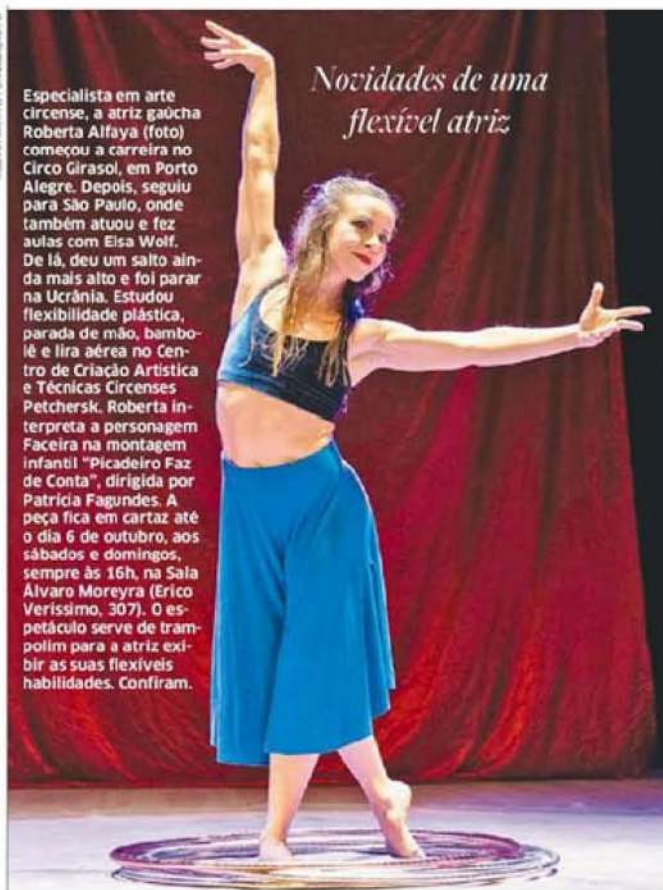 Novidades de uma
flexível atriz
Especialista em arte
circense, a atriz gaúcha
Roberta Alfaya (foto)
começou a carreira no
Circo Girasol, em Porto
Alegre. Depois, seguiu
para São Paulo, onde
também atuou e fez
aulas com Elsa Wolf.
De lá, deu um salto ain-
da mais alto e foi parar
na Ucrânia. Estudou
flexibilidade plástica,
parada de mão, bambo-
lê e lira aérea no Cen-
tro de Criação Artística
e Técnicas Circenses
Petchersk. Roberta in-
terpreta a personagem
Faceira na montagem
infantil "Picadeiro Faz
de Conta", dirigida por
Patrícia Fagundes. A
peça fica em cartaz até
o dia 6 de outubro, aos
sábados e domingos,
sempre às 16h, na Sala
Álvaro Moreyra (Erico
Verissimo, 307). O es-
petáculo serve de tram-
polim para a atriz exi-
bir as suas flexíveis
habilidades. Confiram.